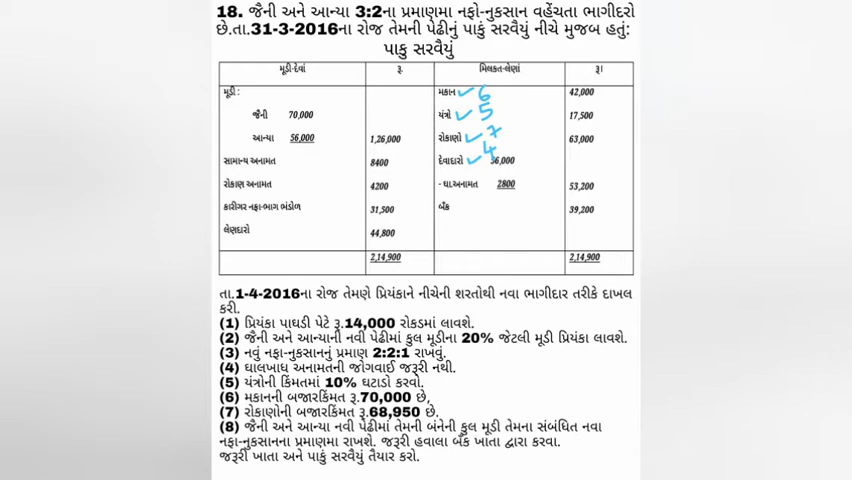 18. જૈની અને આન્યા 3:2ના પ્રમાણમા નફો-નુકસાન વહેંચતા ભાગીદારો
છે.તા.31-3-2016ના રોજ તેમની પેઢીનું પાકું સરવૈયું નીચે મુજબ હતું:
પાકુ સરવૈયું
મૂડી-દેવાં રૂ. મિલકત-લેણાં રૂ।
મૂડી : મકાન ✓ 6 42,000
જૈની 70,000 યંત્રો ✓ 5 17,500
આન્યા 56,000 1,26,000 રોકાણો ✓ 7 63,000
સામાન્ય અનામત 8400 દેવાદારો ✓ 4 56,000
રોકાણ અનામત 4200 - ઘા.અનામત 2800 53,200
કારીગર નફા-ભાગ ભંડોળ 31,500 બેંક 39,200
લેણદારો 44,800
2,14,900 2,14,900
તા.1-4-2016ના રોજ તેમણે પ્રિયંકાને નીચેની શરતોથી નવા ભાગીદાર તરીકે દાખલ
કરી.
(1) પ્રિયંકા પાઘડી પેટે રૂ.14,000 રોકડમાં લાવશે.
(2) જૈની અને આન્યાની નવી પેઢીમાં કુલ મૂડીના 20% જેટલી મૂડી પ્રિયંકા લાવશે.
(3) નવું નફા-નુકસાનનું પ્રમાણ 2:2:1 રાખવું.
(4) ઘાલખાધ અનામતની જોગવાઈ જરૂરી નથી.
(5) યંત્રોની કિંમતમાં 10% ઘટાડો કરવો.
(6) મકાનની બજારકિંમત રૂ.70,000 છે,
(7) રોકાણોની બજારકિંમત રૂ.68,950 છે.
(8) જૈની અને આન્યા નવી પેઢીમાં તેમની બંનેની કુલ મૂડી તેમના સંબંધિત નવા
નફા-નુકસાનના પ્રમાણમા રાખશે. જરૂરી હવાલા બેંક ખાતા દ્વારા કરવા.
જરૂરી ખાતા અને પાકું સરવૈયું તૈયાર કરો.